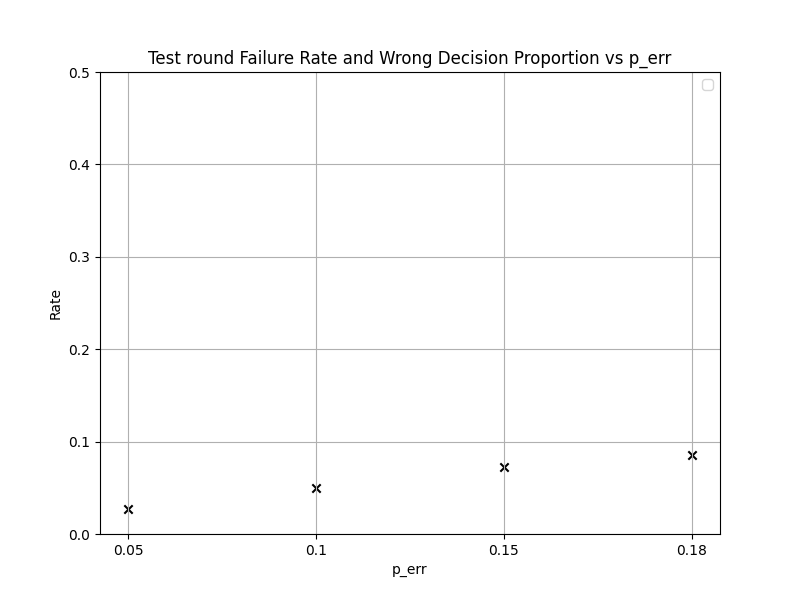 Test round Failure Rate and Wrong Decision Proportion vs p_err
0.5
0.4
0.3
0.2
0.1
0.0
Rate
0.05 0.1 0.15 0.18
p_err